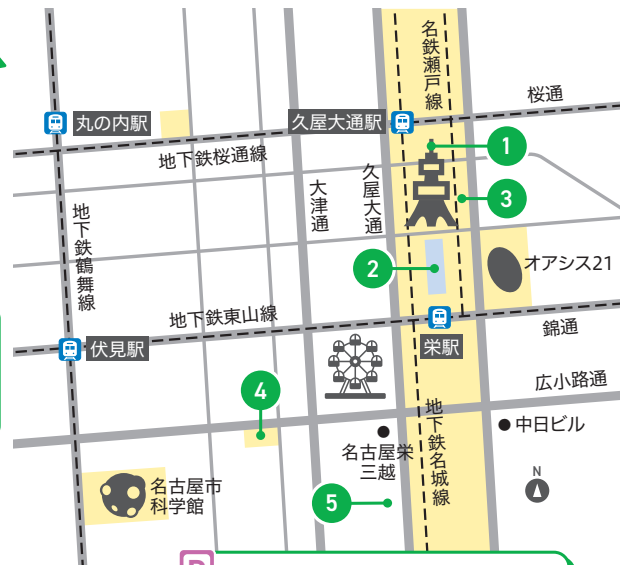 名鉄瀬戸線
桜通
丸の内駅
久屋大通駅
1
地下鉄桜通線
大津通
久屋大通
3
地下鉄鶴舞線
2
オアシス21
地下鉄東山線
伏見駅
栄駅
錦通
4
広小路通
地下鉄名城線
中日ビル
名古屋栄
三越
N
名古屋市
科学館
5